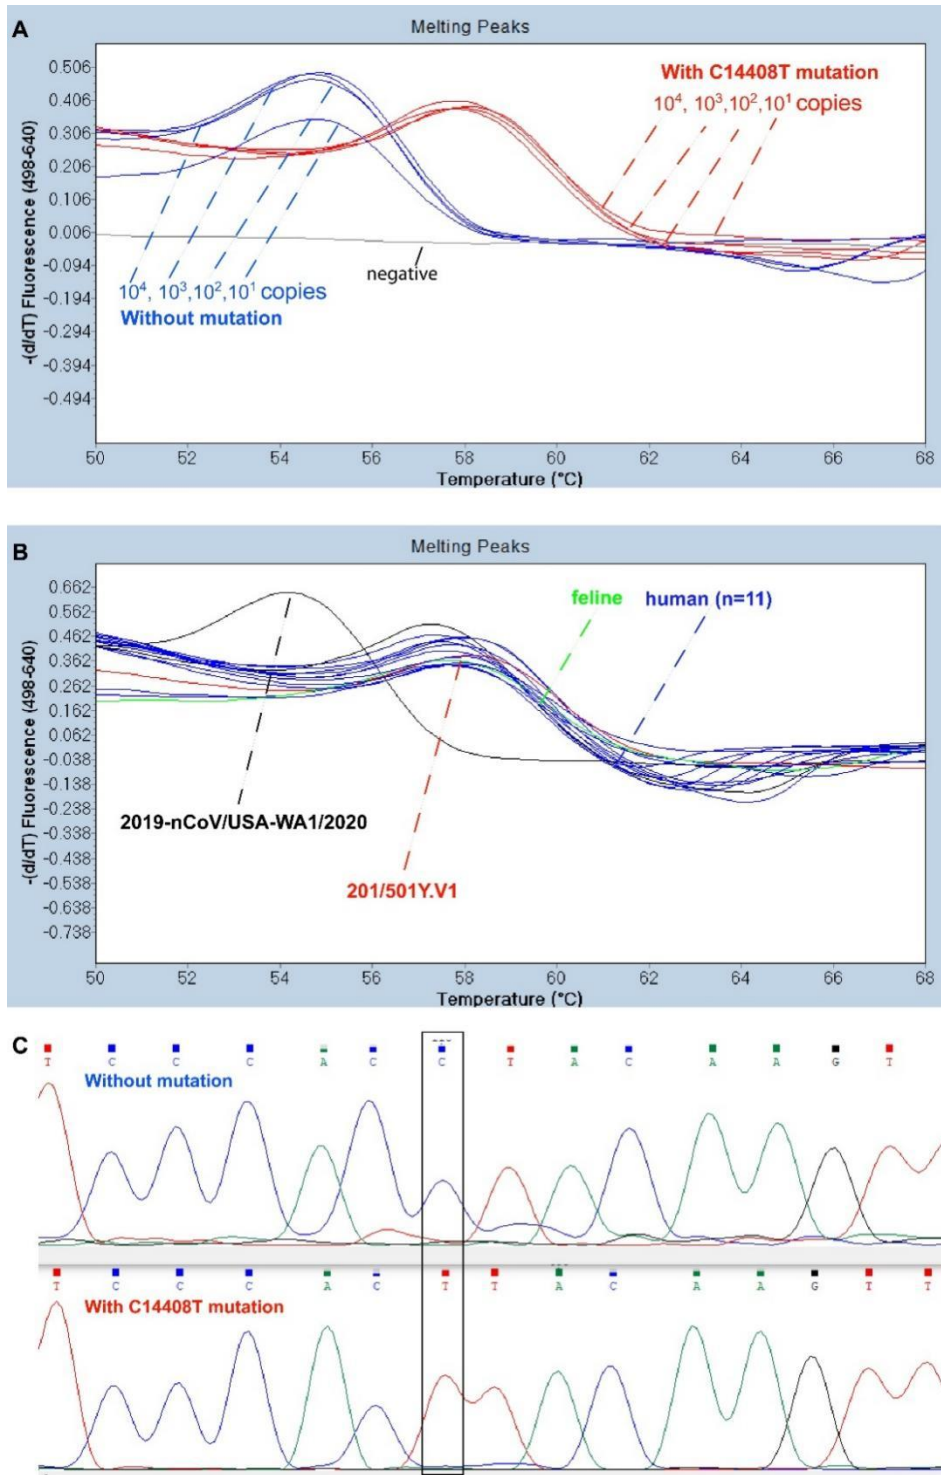 A
Melting Peaks
-(d/dT) Fluorescence (498-640)
0.506
0.406
0.306
0.206
0.106
0.006
-0.094
-0.194
-0.294
-0.394
-0.494
With C14408T mutation
10⁴, 10³,10²,10¹ copies
negative
10⁴, 10³,10²,10¹ copies
Without mutation
50 52 54 56 58 60 62 64 66 68
Temperature (°C)
B
Melting Peaks
-(d/dT) Fluorescence (498-640)
0.662
0.562
0.462
0.362
0.262
0.162
0.062
-0.038
-0.138
-0.238
-0.338
-0.438
-0.538
-0.638
-0.738
feline
human (n=11)
2019-nCoV/USA-WA1/2020
201/501Y.V1
50 52 54 56 58 60 62 64 66 68
Temperature (°C)
C
T C C C A C C T A C A A G T
Without mutation
T C C C A C T T A C A A G T T
With C14408T mutation